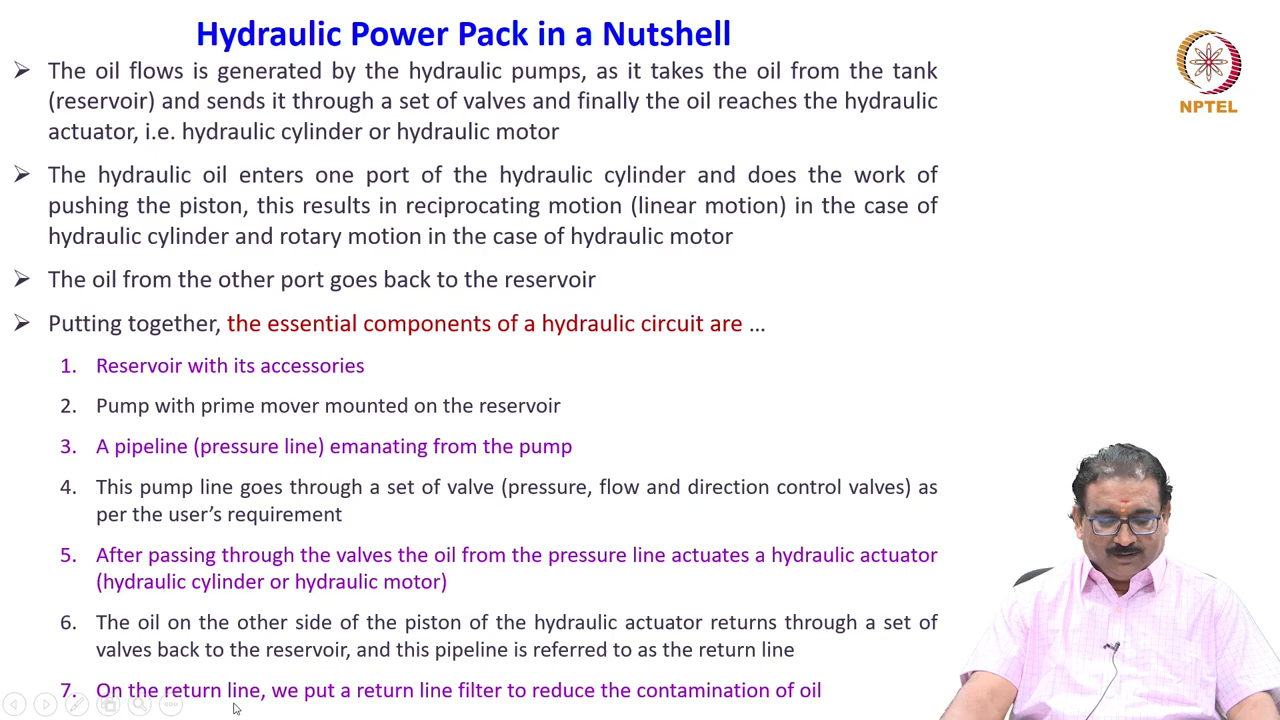 Hydraulic Power Pack in a Nutshell
➢ The oil flows is generated by the hydraulic pumps, as it takes the oil from the tank
(reservoir) and sends it through a set of valves and finally the oil reaches the hydraulic
actuator, i.e. hydraulic cylinder or hydraulic motor
➢ The hydraulic oil enters one port of the hydraulic cylinder and does the work of
pushing the piston, this results in reciprocating motion (linear motion) in the case of
hydraulic cylinder and rotary motion in the case of hydraulic motor
➢ The oil from the other port goes back to the reservoir
➢ Putting together, the essential components of a hydraulic circuit are ...
1. Reservoir with its accessories
2. Pump with prime mover mounted on the reservoir
3. A pipeline (pressure line) emanating from the pump
4. This pump line goes through a set of valve (pressure, flow and direction control valves) as
per the user's requirement
5. After passing through the valves the oil from the pressure line actuates a hydraulic actuator
(hydraulic cylinder or hydraulic motor)
6. The oil on the other side of the piston of the hydraulic actuator returns through a set of
valves back to the reservoir, and this pipeline is referred to as the return line
7. On the return line, we put a return line filter to reduce the contamination of oil
NPTEL